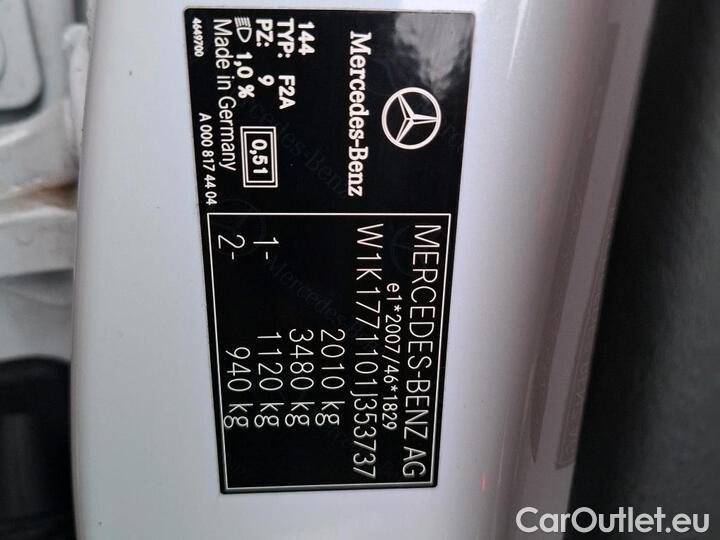 Mercedes-Benz
144
TYP: F2A
PZ: 9
1,0 %
0,51
Made in Germany
4649700
A 000 817 44 04
MERCEDES-BENZ AG
e1*2007/46*1829
W1K1771101J353737
2010 kg
3480 kg
1- 1120 kg
2- 940 kg
CarOutlet.eu